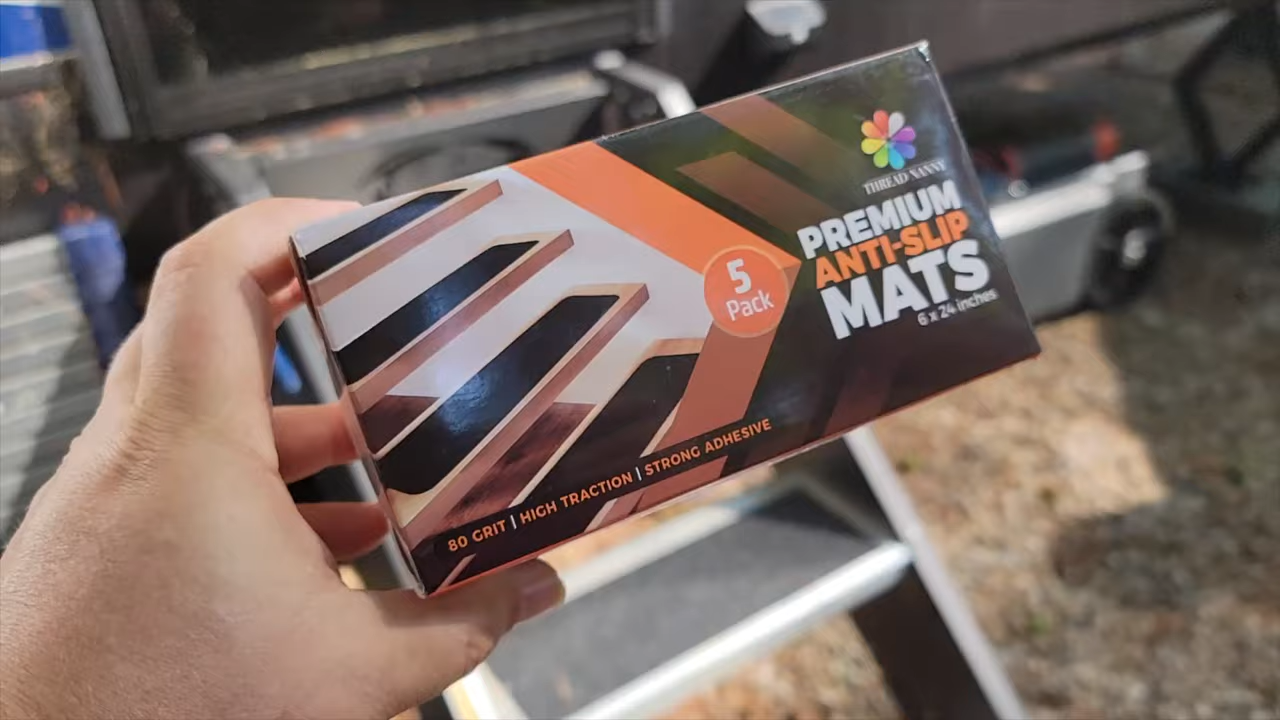 THREAD NANNY
PREMIUM
ANTI-SLIP
MATS
6 x 24 inches
5
Pack
80 GRIT | HIGH TRACTION | STRONG ADHESIVE